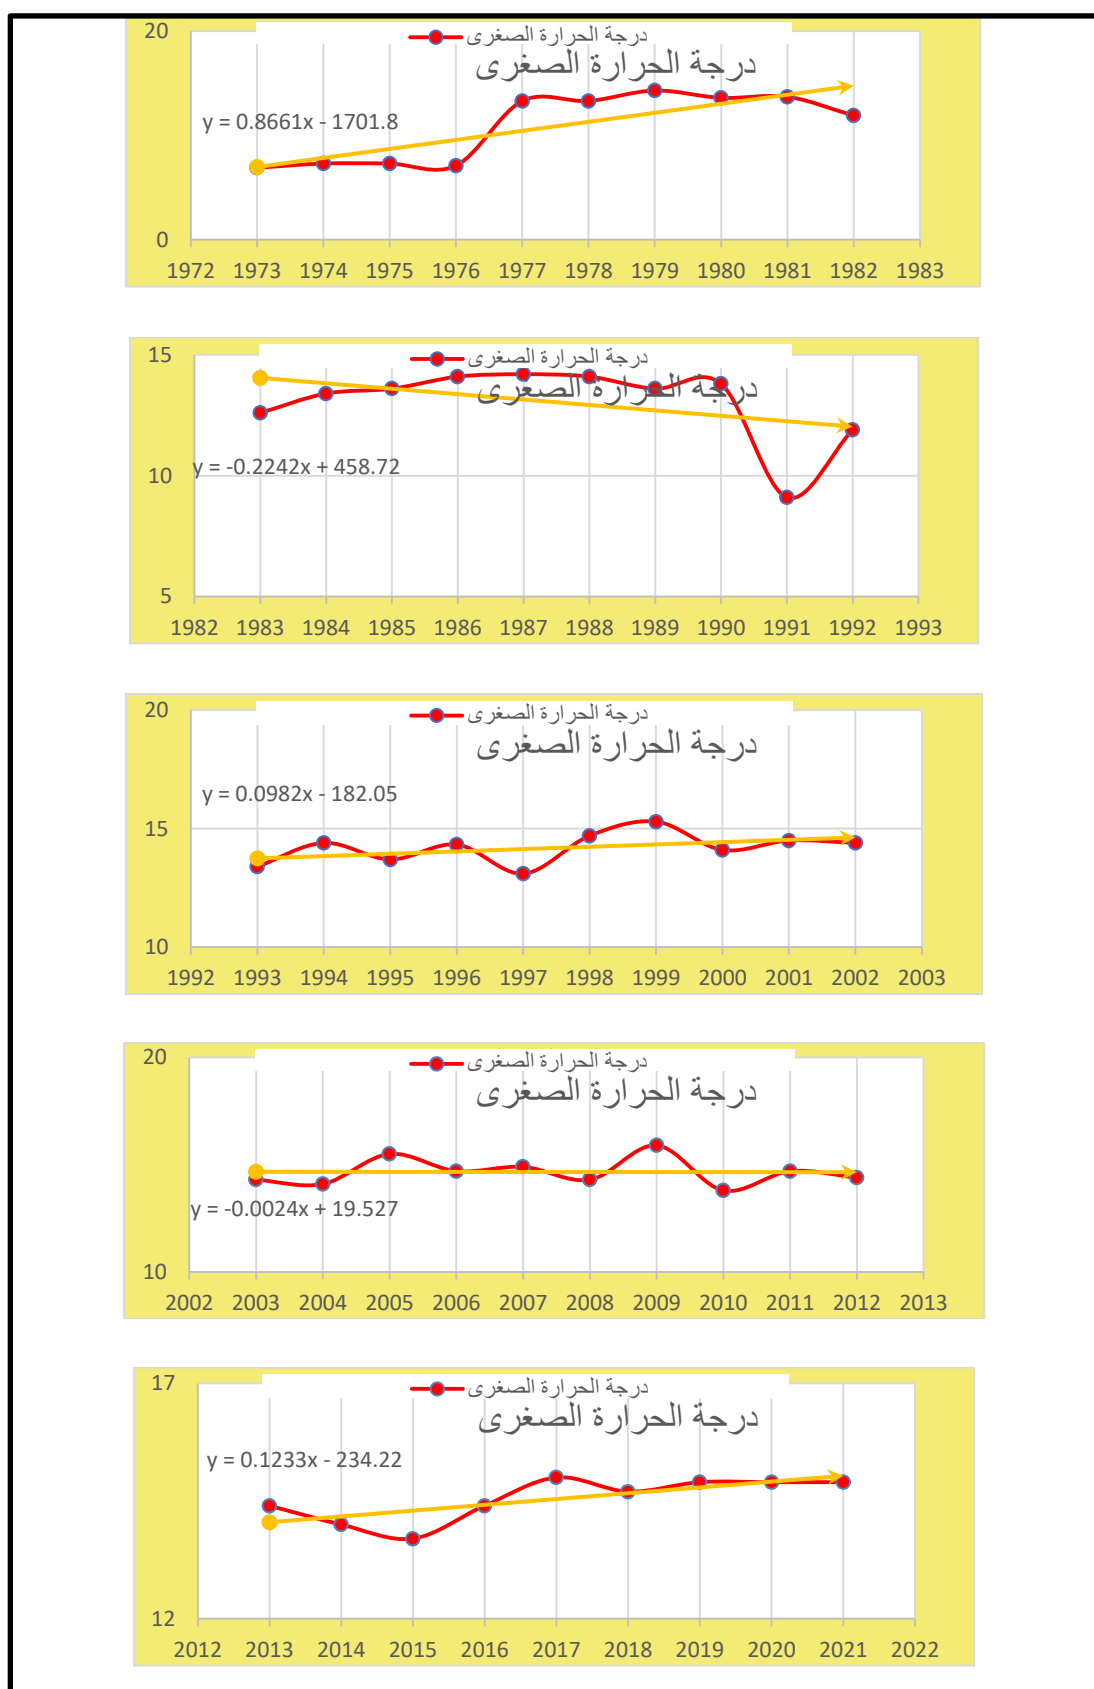 20
درجة الحرارة الصغرى
درجة الحرارة الصغرى
y = 0.8661x - 1701.8
0
1972 1973 1974 1975 1976 1977 1978 1979 1980 1981 1982 1983
15
درجة الحرارة الصغرى
درجة الحرارة الصغرى
y = -0.2242x + 458.72
10
5
1982 1983 1984 1985 1986 1987 1988 1989 1990 1991 1992 1993
20
درجة الحرارة الصغرى
درجة الحرارة الصغرى
y = 0.0982x - 182.05
15
10
1992 1993 1994 1995 1996 1997 1998 1999 2000 2001 2002 2003
20
درجة الحرارة الصغرى
درجة الحرارة الصغرى
y = -0.0024x + 19.527
10
2002 2003 2004 2005 2006 2007 2008 2009 2010 2011 2012 2013
17
درجة الحرارة الصغرى
درجة الحرارة الصغرى
y = 0.1233x - 234.22
12
2012 2013 2014 2015 2016 2017 2018 2019 2020 2021 2022